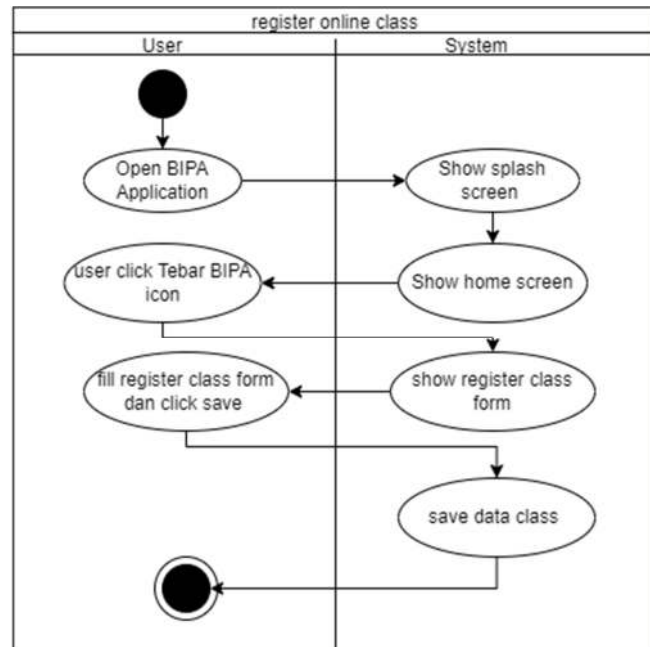 register online class
User
System
Open BIPA
Application
Show splash
screen
Show home screen
user click Tebar BIPA
icon
show register class
form
fill register class form
dan click save
save data class